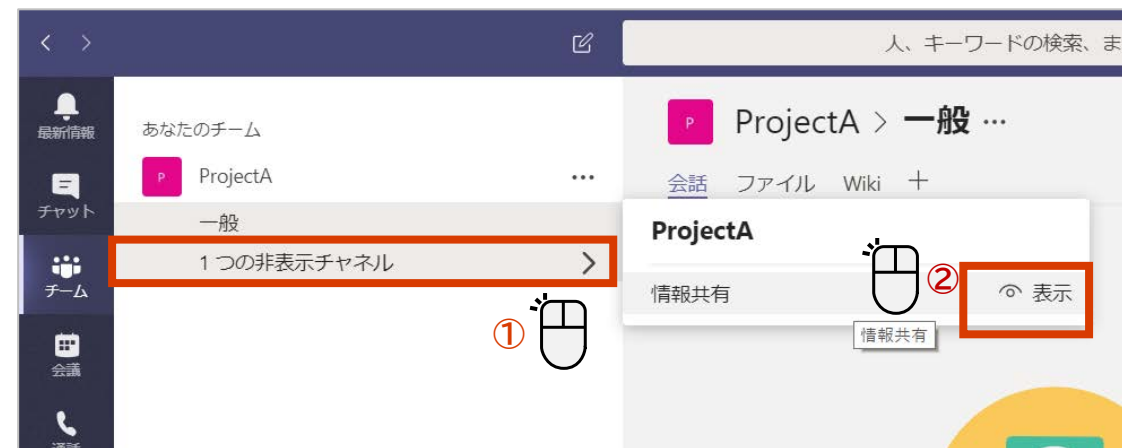 人、キーワードの検索、ま
最新情報
チャット
チーム
会議
通話
あなたのチーム
P ProjectA ...
一般
1 つの非表示チャネル
①
P ProjectA > 一般 ...
会話 ファイル Wiki +
ProjectA
情報共有 表示
②
情報共有